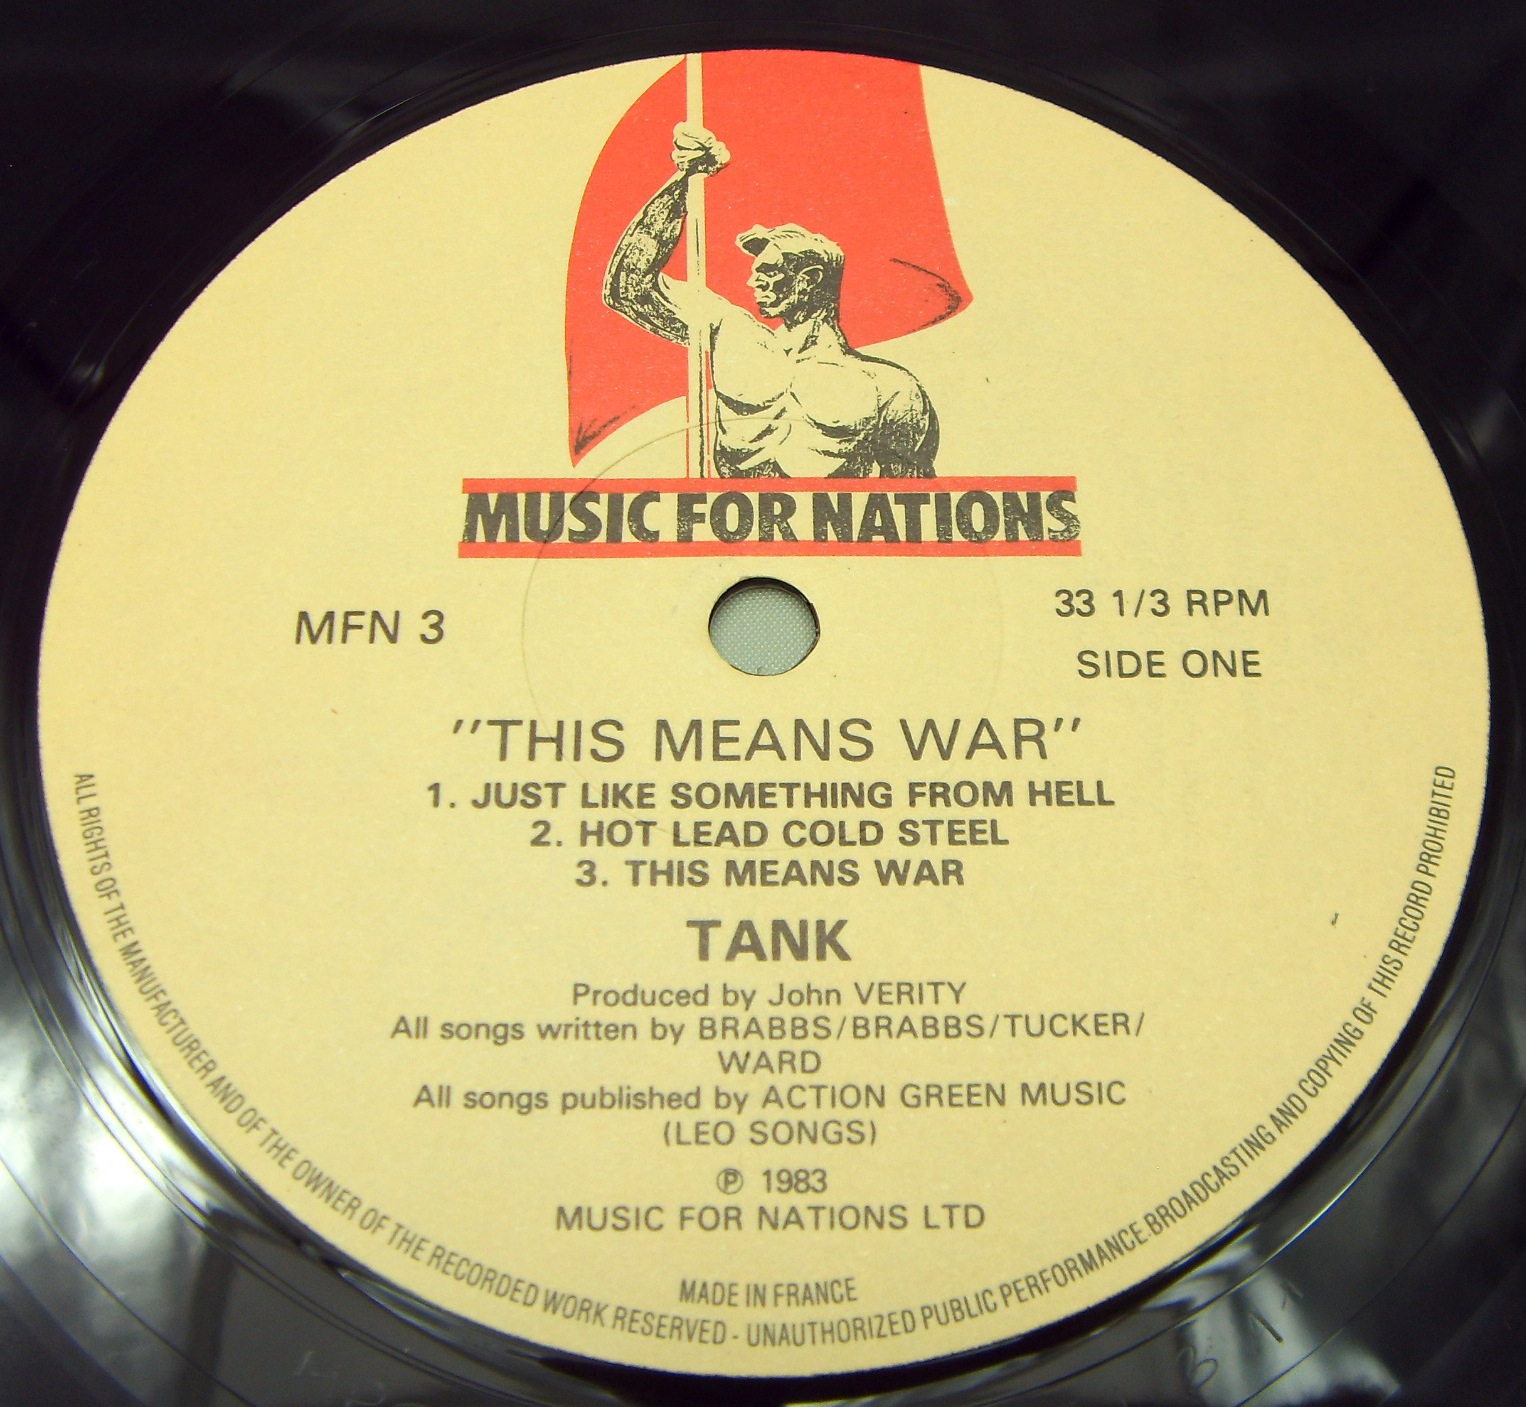 MUSIC FOR NATIONS
MFN 3
33 1/3 RPM
SIDE ONE
"THIS MEANS WAR"
1. JUST LIKE SOMETHING FROM HELL
2. HOT LEAD COLD STEEL
3. THIS MEANS WAR
TANK
Produced by John VERITY
All songs written by BRABBS/BRABBS/TUCKER/
WARD
All songs published by ACTION GREEN MUSIC
(LEO SONGS)
℗ 1983
MUSIC FOR NATIONS LTD
MADE IN FRANCE
ALL RIGHTS OF THE MANUFACTURER AND OF THE OWNER OF THE RECORDED WORK RESERVED - UNAUTHORIZED PUBLIC PERFORMANCE.BROADCASTING AND COPYING OF THIS RECORD PROHIBITED